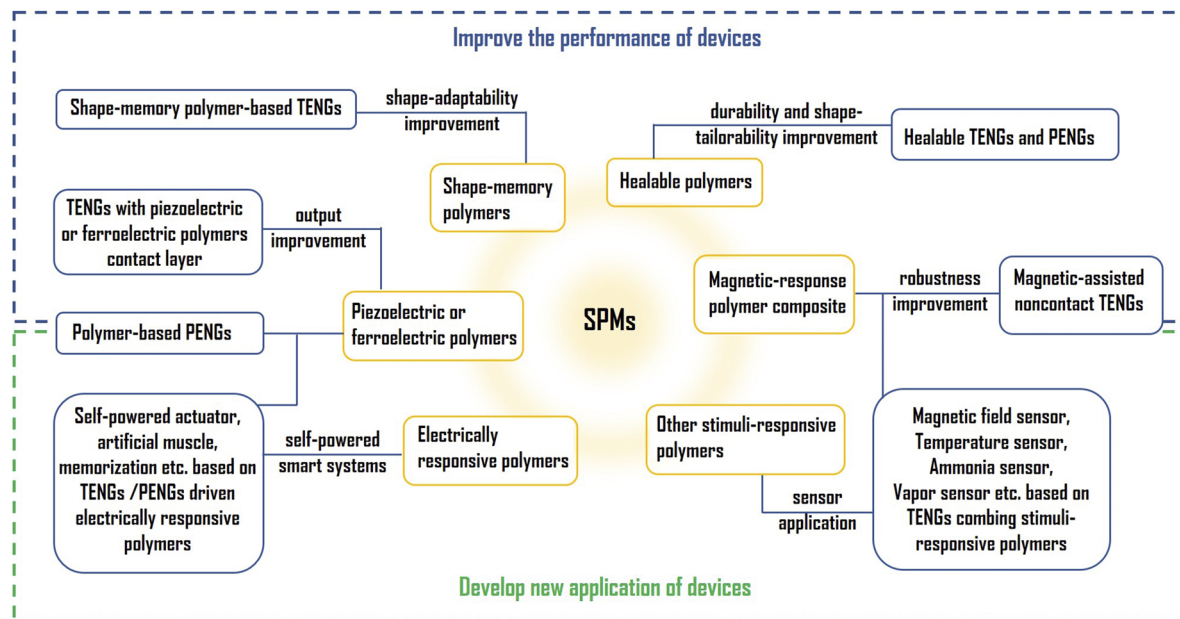 Improve the performance of devices
Shape-memory polymer-based TENGs
shape-adaptability
improvement
Shape-memory
polymers
durability and shape-
tailorability improvement
Healable TENGs and PENGs
Healable polymers
TENGs with piezoelectric
or ferroelectric polymers
contact layer
output
improvement
Piezoelectric or
ferroelectric polymers
Polymer-based PENGs
SPMs
Magnetic-response
polymer composite
robustness
improvement
Magnetic-assisted
noncontact TENGs
Self-powered actuator,
artificial muscle,
memorization etc. based on
TENGs /PENGs driven
electrically responsive
polymers
self-powered
smart systems
Electrically
responsive polymers
Other stimuli-responsive
polymers
sensor
application
Magnetic field sensor,
Temperature sensor,
Ammonia sensor,
Vapor sensor etc. based on
TENGs combing stimuli-
responsive polymers
Develop new application of devices